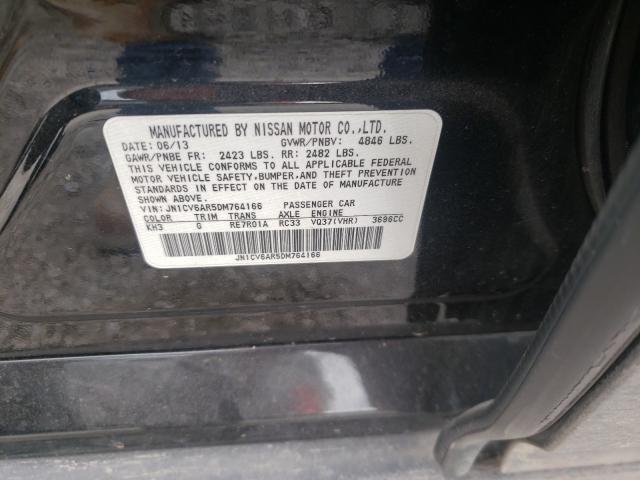 MANUFACTURED BY NISSAN MOTOR CO.,LTD.
DATE: 06/13 GVWR/PNBV: 4846 LBS.
GAWR/PNBE FR: 2423 LBS. RR: 2482 LBS.
THIS VEHICLE CONFORMS TO ALL APPLICABLE FEDERAL
MOTOR VEHICLE SAFETY,BUMPER,AND THEFT PREVENTION
STANDARDS IN EFFECT ON THE DATE OF MANUFACTURE
SHOWN ABOVE.
VIN: JN1CV6AR5DM764166 PASSENGER CAR
COLOR TRIM TRANS AXLE ENGINE
KH3 G RE7R01A RC33 VQ37(VHR) 3696CC
JN1CV6AR5DM764166